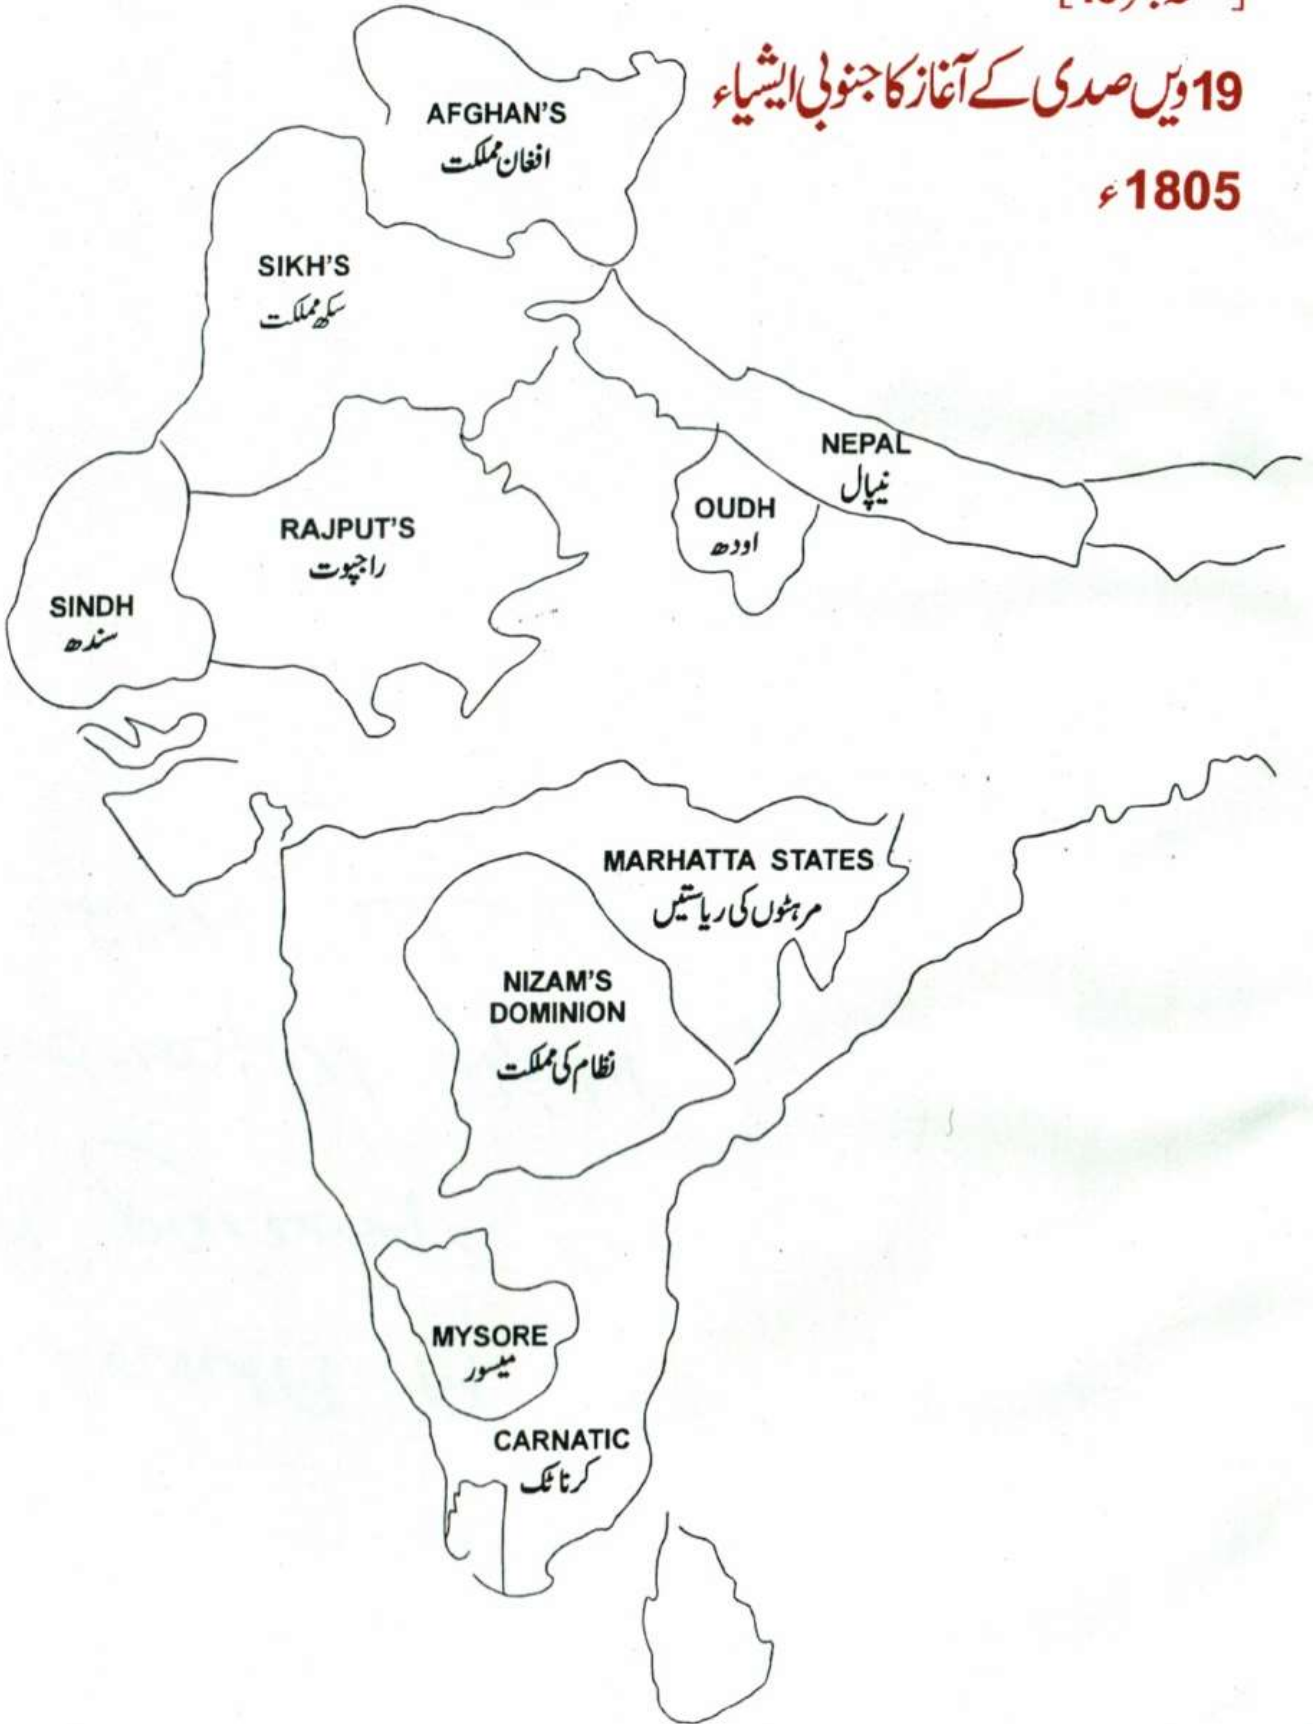 19ویں صدی کے آغاز کا جنوبی ایشیاء
1805ء
AFGHAN'S
افغان مملکت
SIKH'S
سکھ مملکت
NEPAL
نیپال
OUDH
اودھ
RAJPUT'S
راجپوت
SINDH
سندھ
MARHATTA STATES
مرہٹوں کی ریاستیں
NIZAM'S
DOMINION
نظام کی مملکت
MYSORE
میسور
CARNATIC
کرناٹک